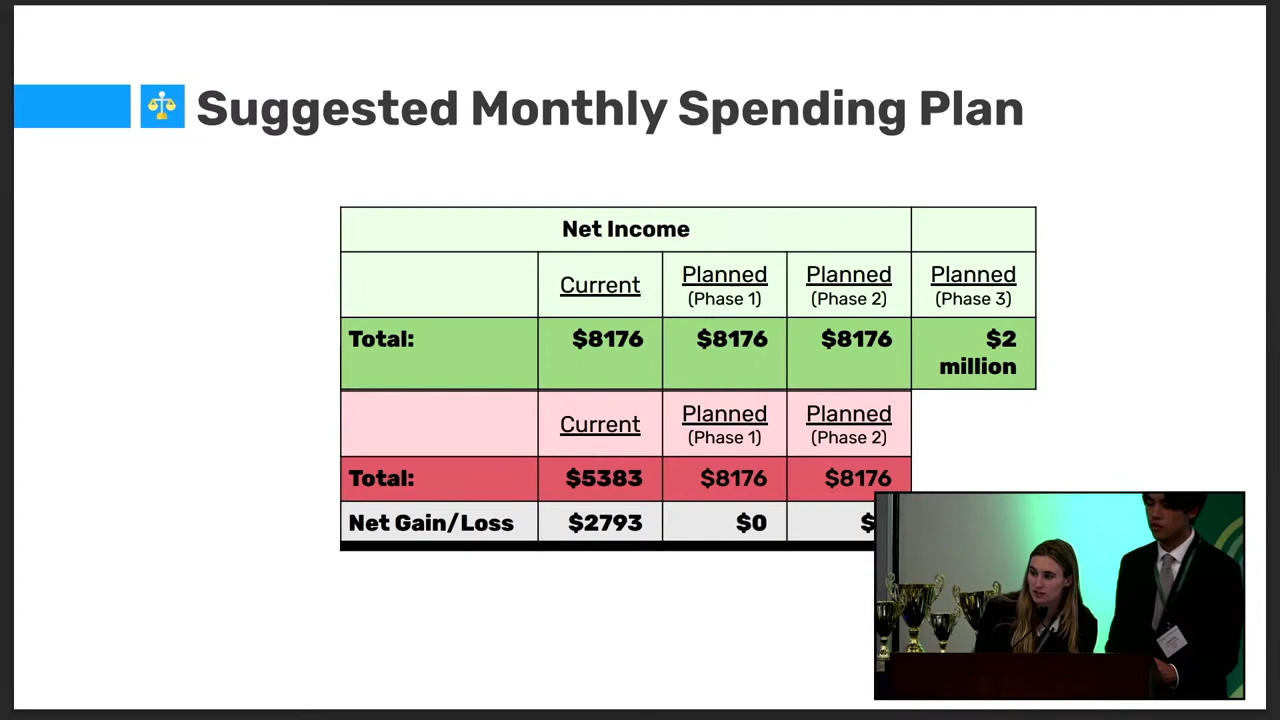 Suggested Monthly Spending Plan
Net Income
Current
Planned
(Phase 1)
Planned
(Phase 2)
Planned
(Phase 3)
Total:
$8176
$8176
$8176
$2
million
Current
Planned
(Phase 1)
Planned
(Phase 2)
Total:
$5383
$8176
$8176
Net Gain/Loss
$2793
$0
$